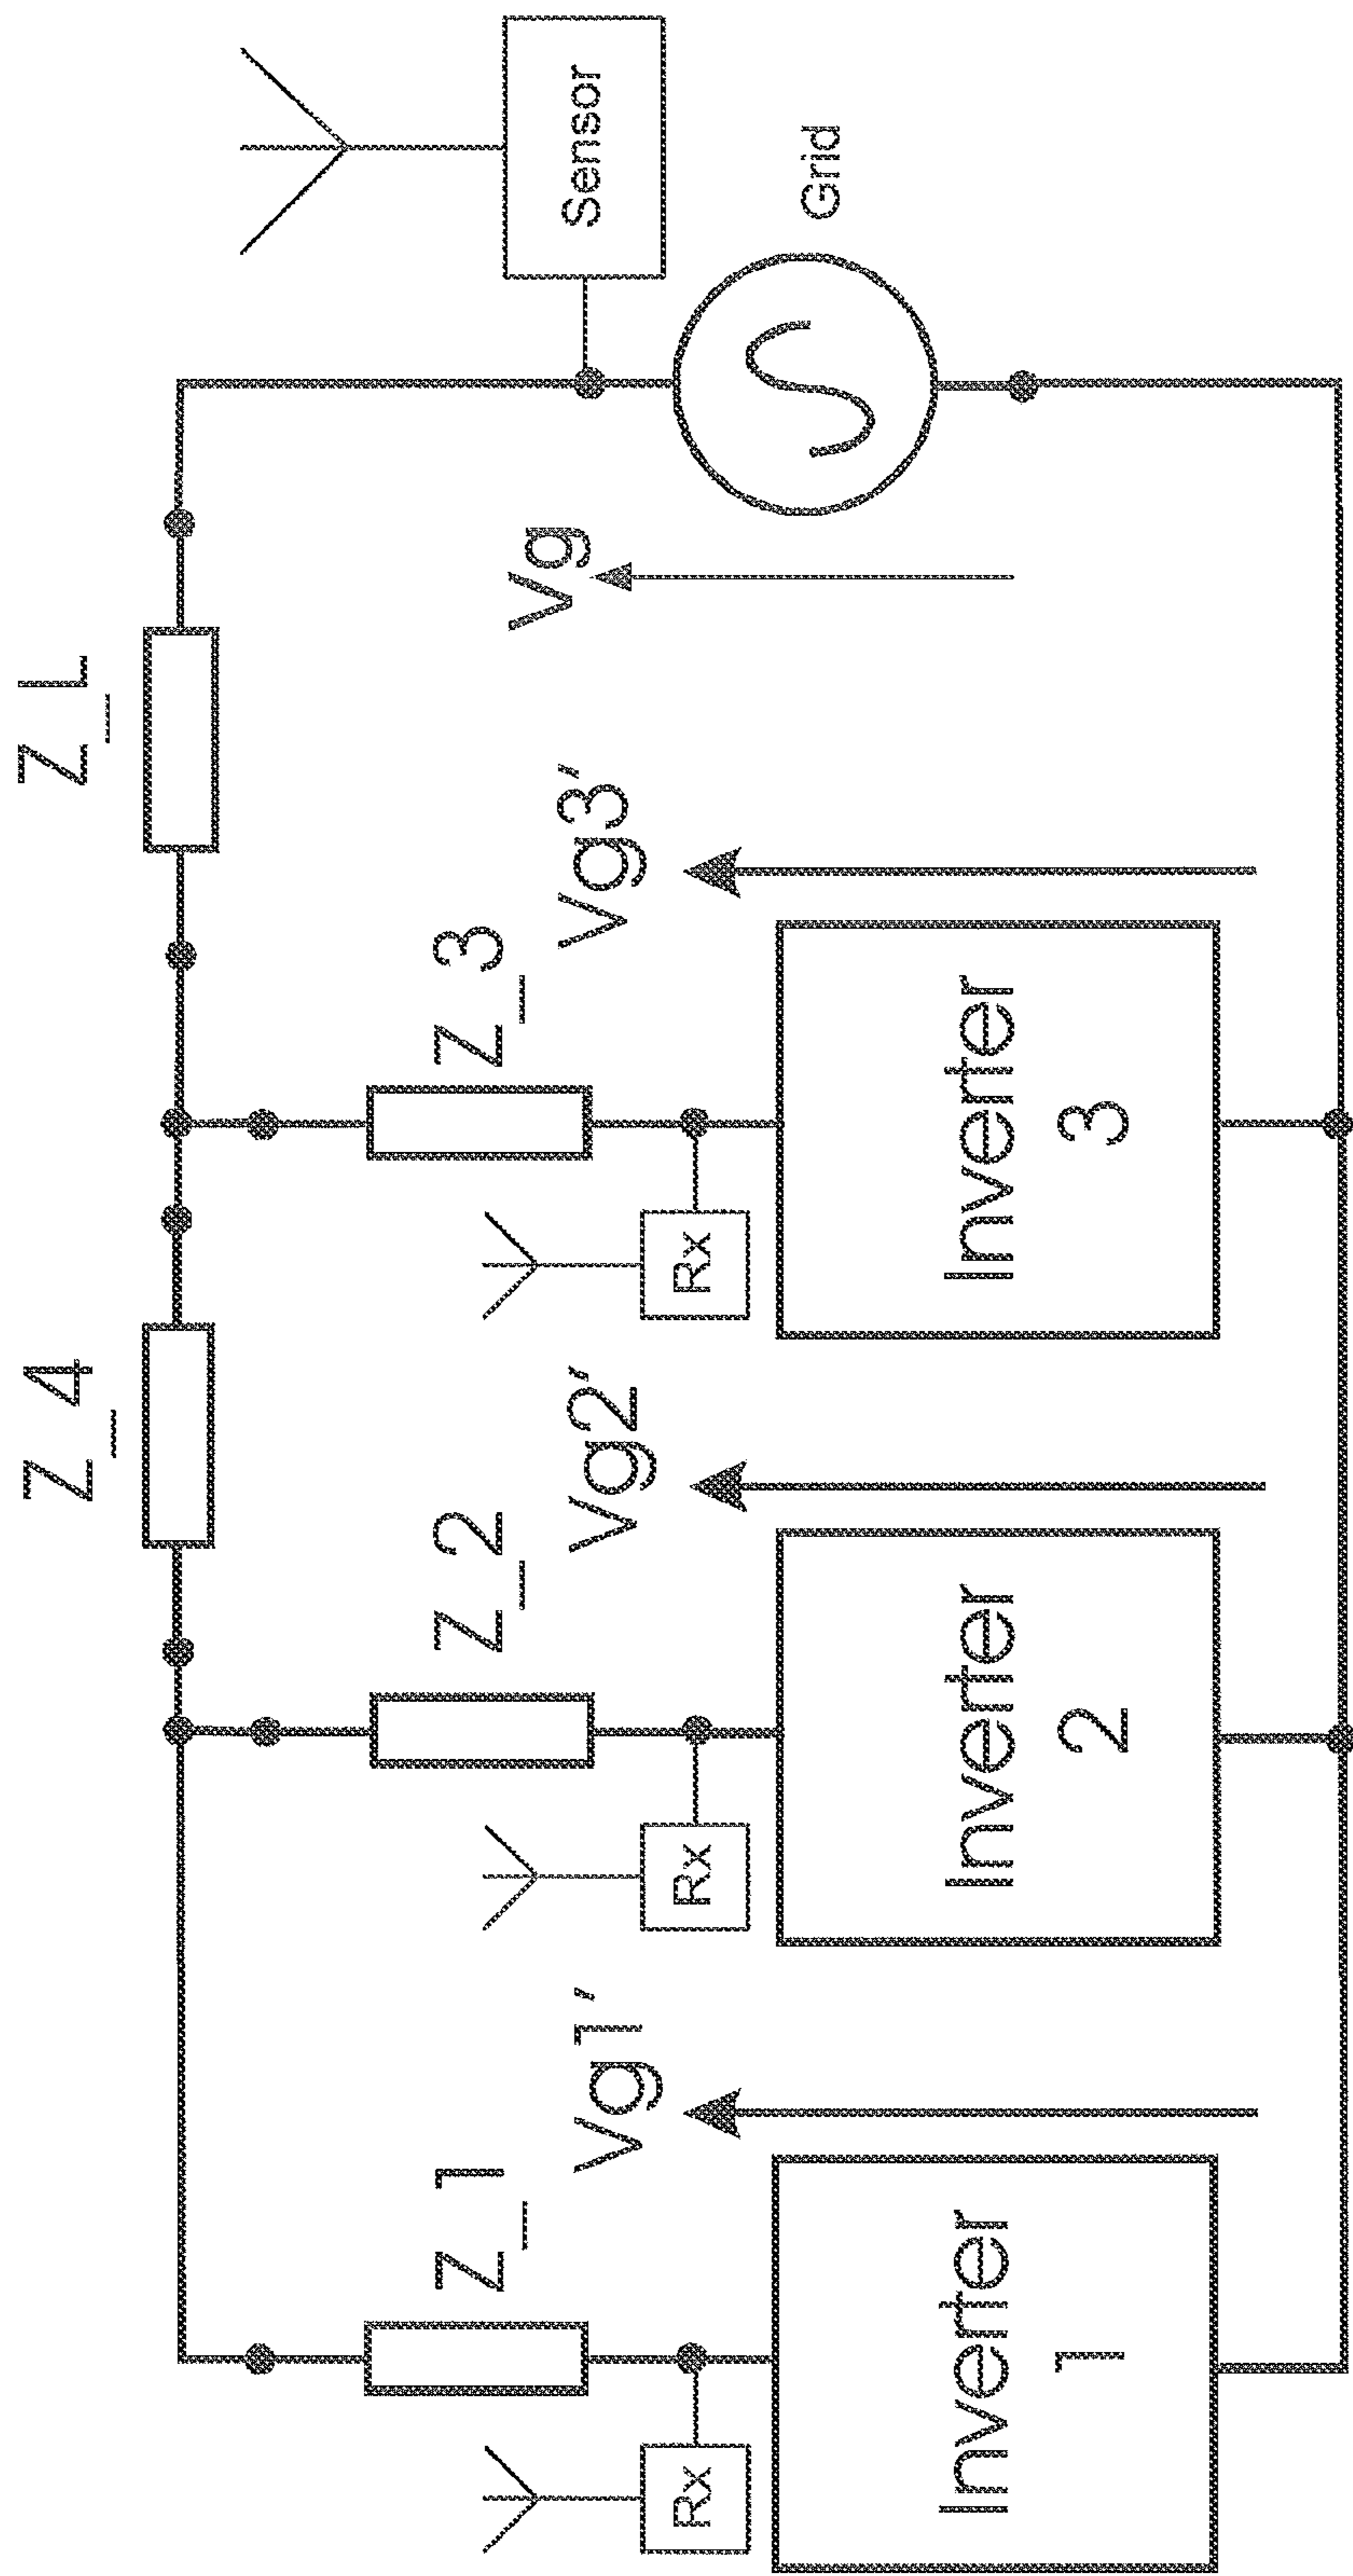 Z_4
Z_L
Z_1
Z_2
Z_3
Sensor
Vg1'
Vg2'
Vg3'
Vg
Rx
Rx
Rx
Grid
Inverter
1
Inverter
2
Inverter
3